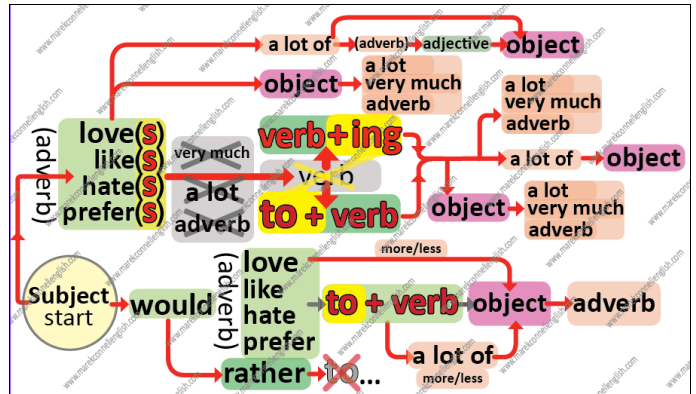 a lot of (adverb) adjective object
object
a lot
very much
adverb
(adverb)
love(s)
like(s)
hate(s)
prefer(s)
very much
a lot
adverb
verb+ing
verb
to + verb
a lot
very much
adverb
a lot of object
object
a lot
very much
adverb
Subject
start
would
(adverb)
love
like
hate
prefer
more/less
to + verb object adverb
a lot of
more/less
rather to...
www.marekconnellenglish.com